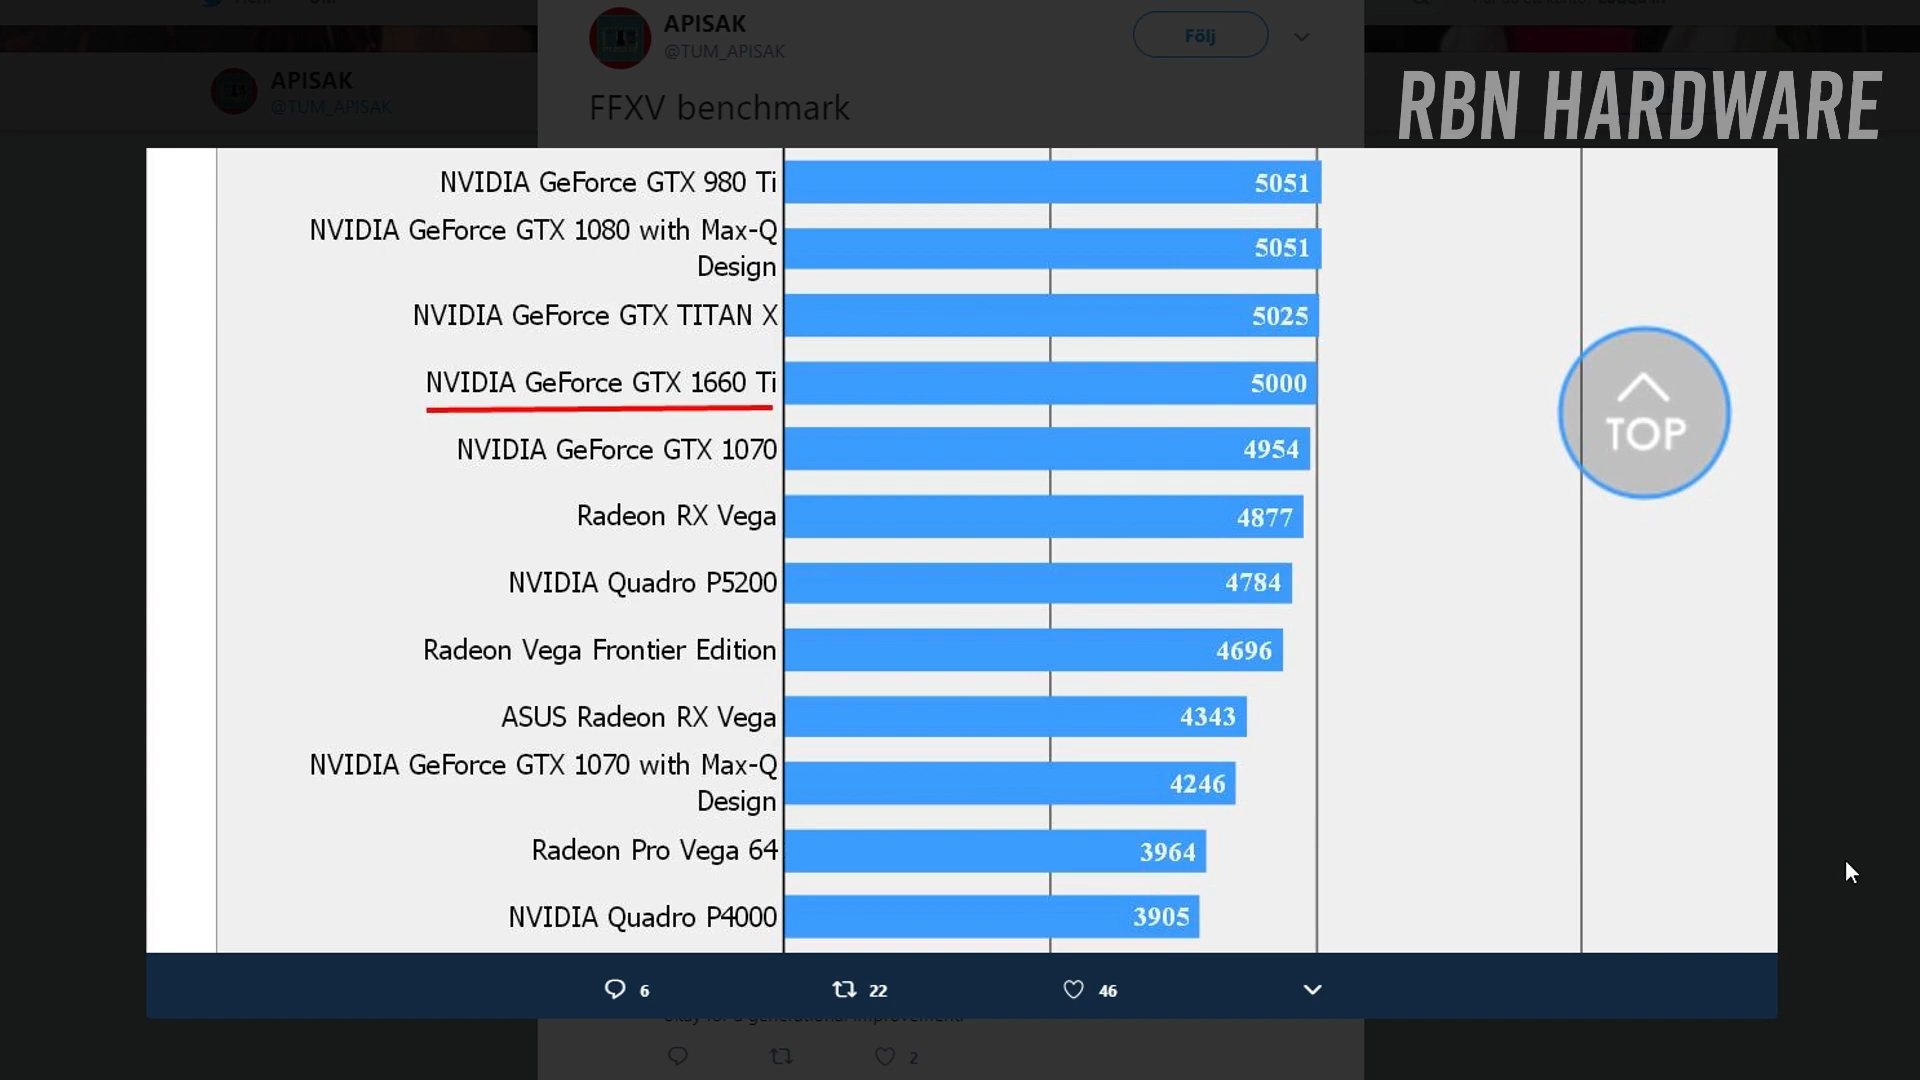 APISAK
@TUM_APISAK
Följ
APISAK
@TUM_APISAK
FFXV benchmark
RBN HARDWARE
NVIDIA GeForce GTX 980 Ti 5051
NVIDIA GeForce GTX 1080 with Max-Q
Design 5051
NVIDIA GeForce GTX TITAN X 5025
NVIDIA GeForce GTX 1660 Ti 5000
NVIDIA GeForce GTX 1070 4954
Radeon RX Vega 4877
NVIDIA Quadro P5200 4784
Radeon Vega Frontier Edition 4696
ASUS Radeon RX Vega 4343
NVIDIA GeForce GTX 1070 with Max-Q
Design 4246
Radeon Pro Vega 64 3964
NVIDIA Quadro P4000 3905
TOP
6 22 46
2